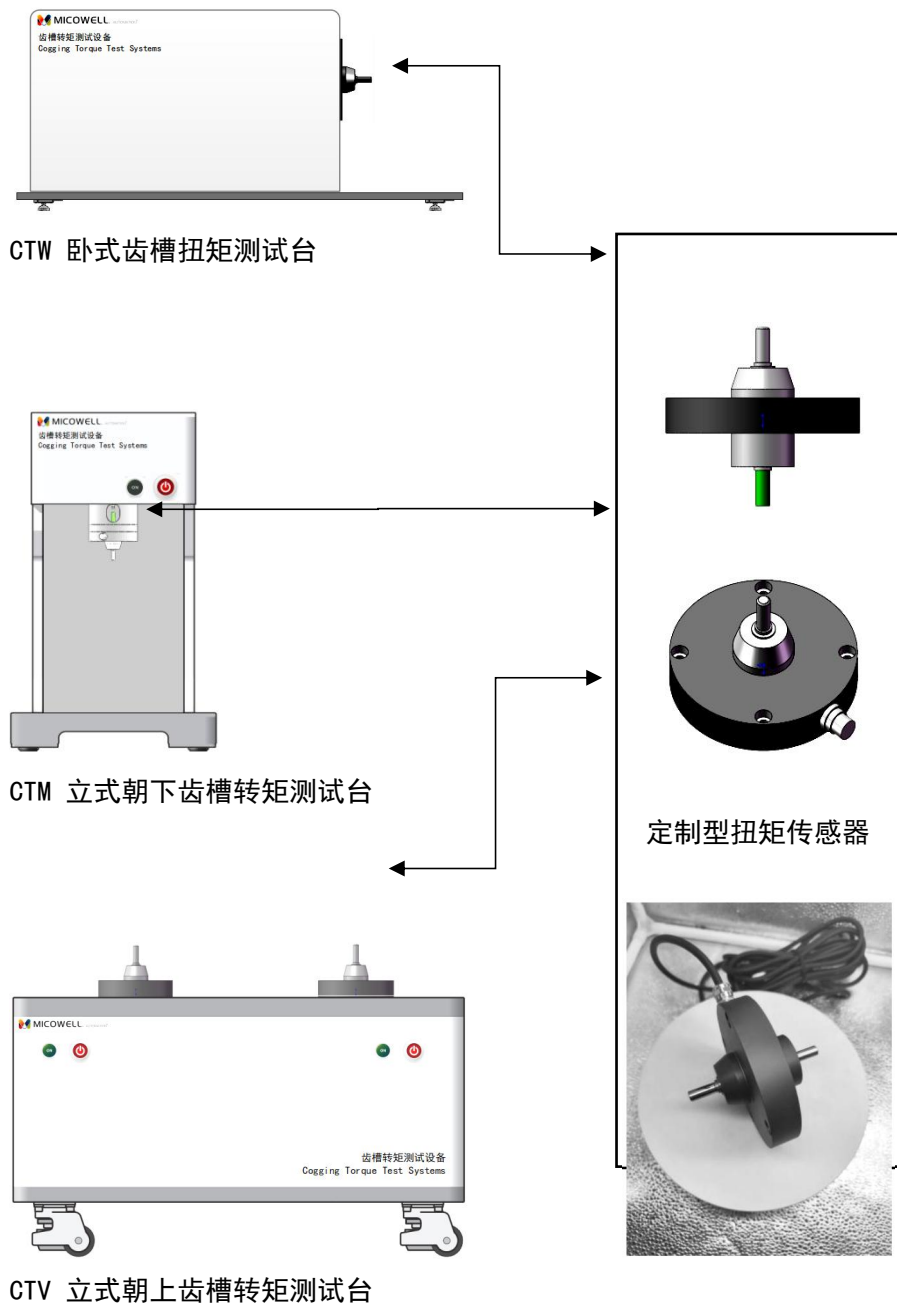 MICOWELL
齿槽转矩测试设备
Cogging Torque Test Systems
CTW 卧式齿槽扭矩测试台
MICOWELL
齿槽转矩测试设备
Cogging Torque Test Systems
ON
CTM 立式朝下齿槽转矩测试台
定制型扭矩传感器
MICOWELL
ON
ON
齿槽转矩测试设备
Cogging Torque Test Systems
CTV 立式朝上齿槽转矩测试台